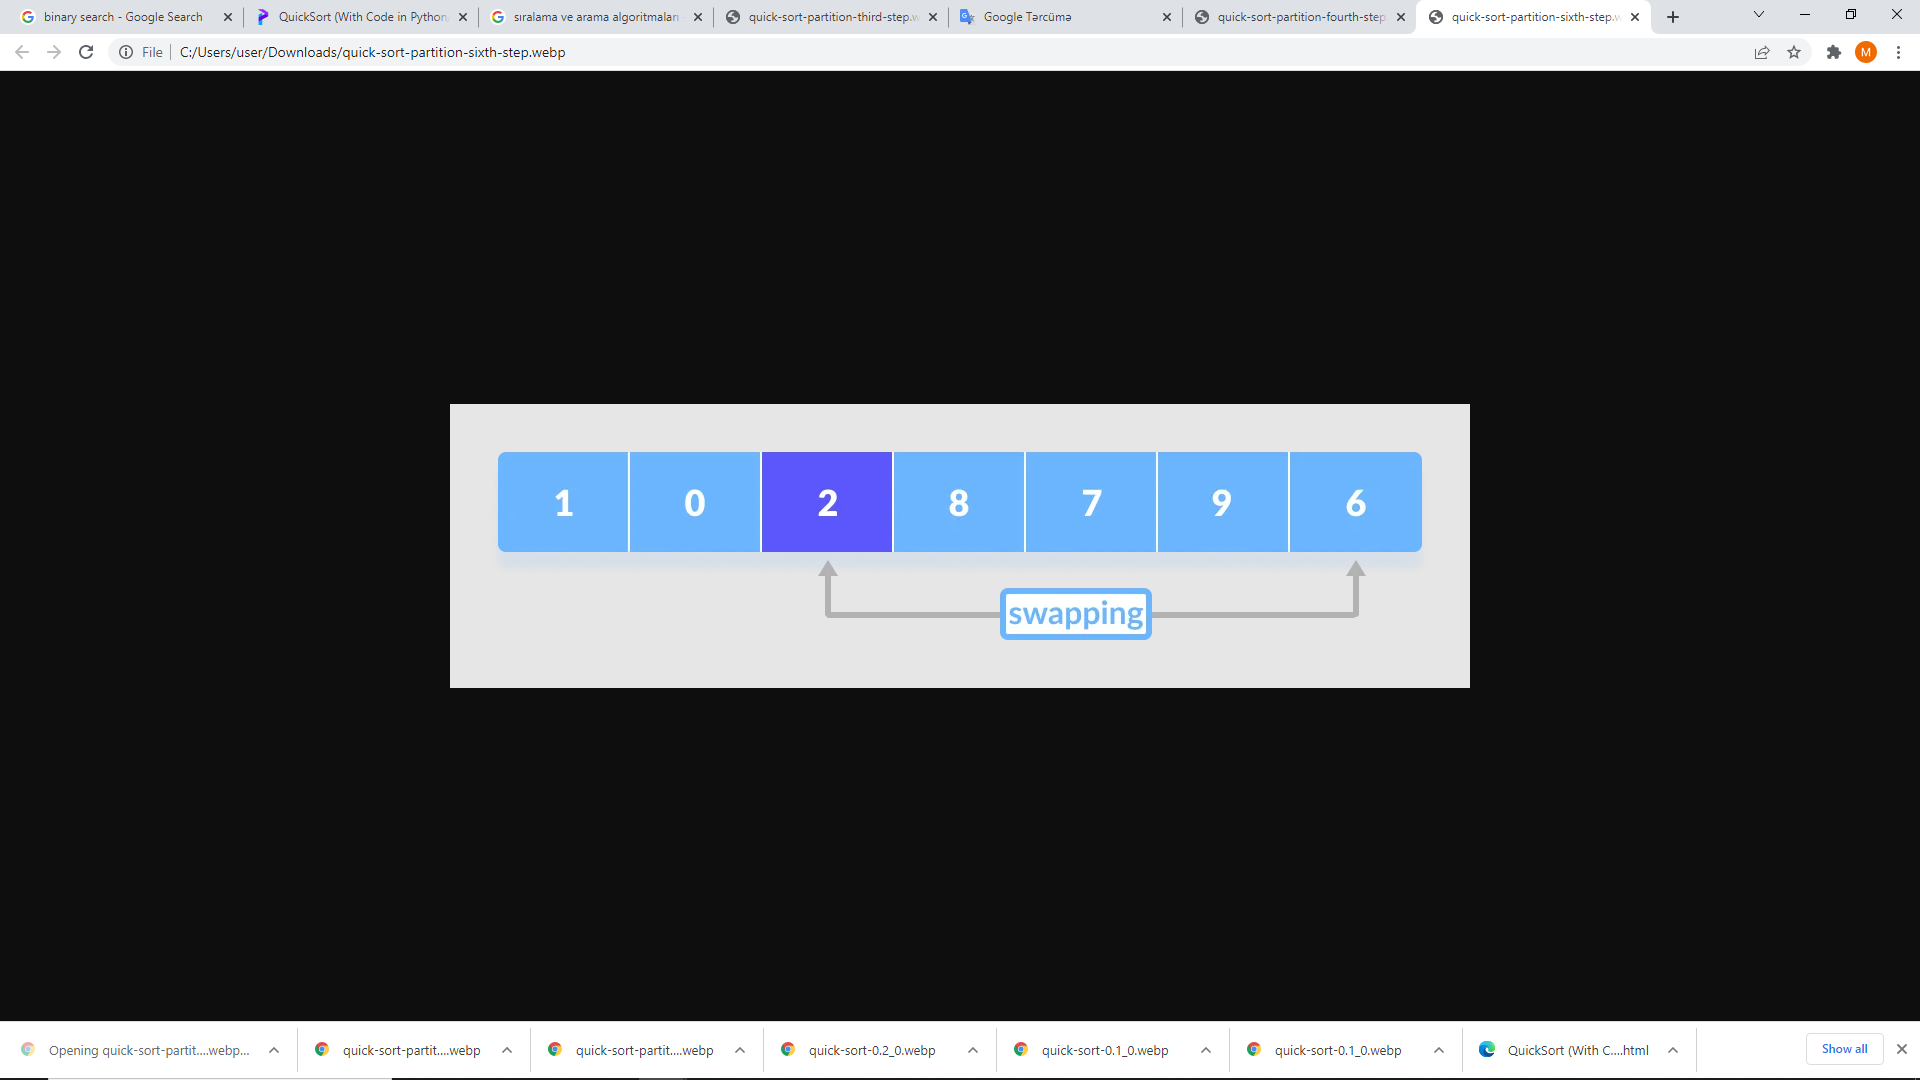 binary search - Google Search
QuickSort (With Code in Python
sıralama ve arama algoritmaları
quick-sort-partition-third-step.w
Google Tərcümə
quick-sort-partition-fourth-step
quick-sort-partition-sixth-step.w
File
C:/Users/user/Downloads/quick-sort-partition-sixth-step.webp
M
1 0 2 8 7 9 6
swapping
Opening quick-sort-partit....webp...
quick-sort-partit....webp
quick-sort-partit....webp
quick-sort-0.2_0.webp
quick-sort-0.1_0.webp
quick-sort-0.1_0.webp
QuickSort (With C....html
Show all